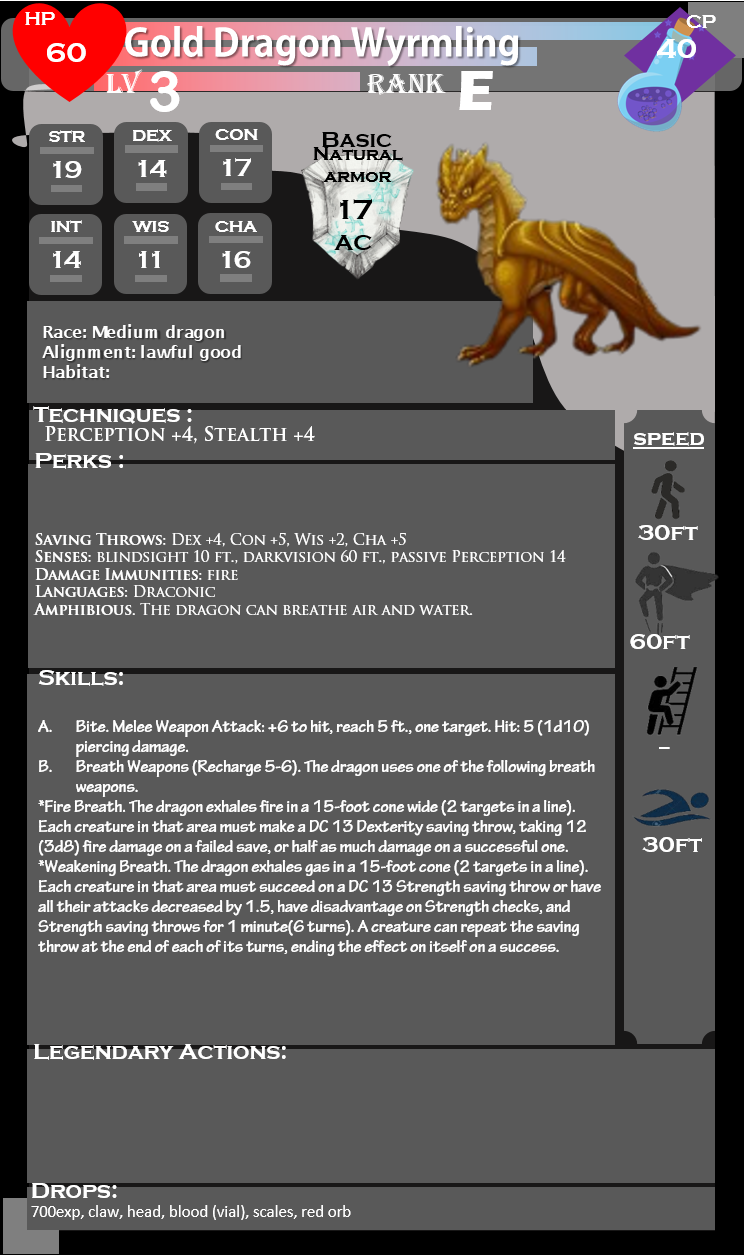 HP
60
Gold Dragon Wyrmling
CP
40
LV 3
RANK E
STR
19
DEX
14
CON
17
INT
14
WIS
11
CHA
16
BASIC
NATURAL
ARMOR
17
AC
Race: Medium dragon
Alignment: lawful good
Habitat:
TECHNIQUES :
PERCEPTION +4, STEALTH +4
PERKS :
SAVING THROWS: DEX +4, CON +5, WIS +2, CHA +5
SENSES: BLINDSIGHT 10 FT., DARKVISION 60 FT., PASSIVE PERCEPTION 14
DAMAGE IMMUNITIES: FIRE
LANGUAGES: DRACONIC
AMPHIBIOUS. THE DRAGON CAN BREATHE AIR AND WATER.
SPEED
30FT
60FT
–
30FT
SKILLS:
A. Bite. Melee Weapon Attack: +6 to hit, reach 5 ft., one target. Hit: 5 (1d10)
piercing damage.
B. Breath Weapons (Recharge 5-6). The dragon uses one of the following breath
weapons.
*Fire Breath. The dragon exhales fire in a 15-foot cone wide (2 targets in a line).
Each creature in that area must make a DC 13 Dexterity saving throw, taking 12
(3d8) fire damage on a failed save, or half as much damage on a successful one.
*Weakening Breath. The dragon exhales gas in a 15-foot cone (2 targets in a line).
Each creature in that area must succeed on a DC 13 Strength saving throw or have
all their attacks decreased by 1.5, have disadvantage on Strength checks, and
Strength saving throws for 1 minute(6 turns). A creature can repeat the saving
throw at the end of each of its turns, ending the effect on itself on a success.
LEGENDARY ACTIONS:
DROPS:
700exp, claw, head, blood (vial), scales, red orb